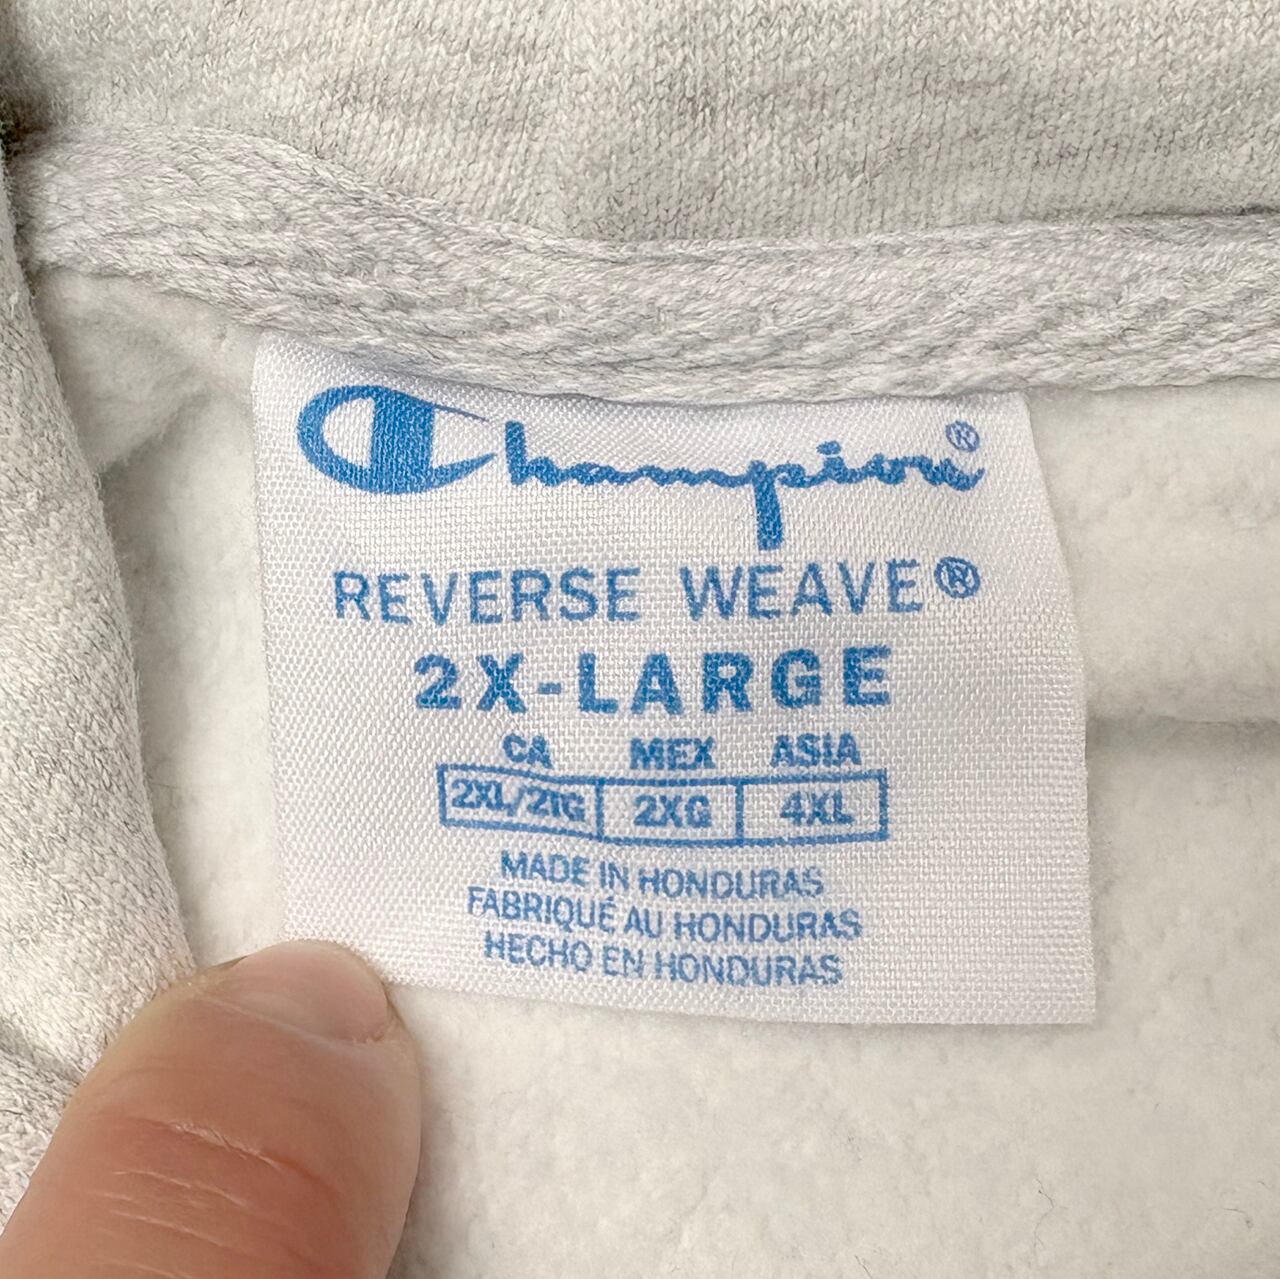 Champion®
REVERSE WEAVE®
2X-LARGE
CA MEX ASIA
2XL/2TG 2XG 4XL
MADE IN HONDURAS
FABRIQUÉ AU HONDURAS
HECHO EN HONDURAS